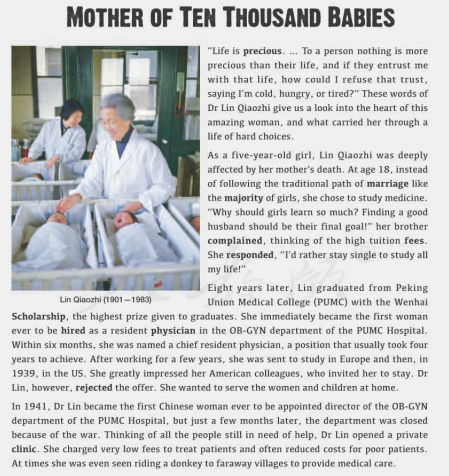 MOTHER OF TEN THOUSAND BABIES
"Life is precious. ... To a person nothing is more
precious than their life, and if they entrust me
with that life, how could I refuse that trust,
saying I'm cold, hungry, or tired?" These words of
Dr Lin Qiaozhi give us a look into the heart of this
amazing woman, and what carried her through a
life of hard choices.
As a five-year-old girl, Lin Qiaozhi was deeply
affected by her mother's death. At age 18, instead
of following the traditional path of marriage like
the majority of girls, she chose to study medicine.
"Why should girls learn so much? Finding a good
husband should be their final goal!" her brother
complained, thinking of the high tuition fees.
She responded, "I'd rather stay single to study all
my life!"
Eight years later, Lin graduated from Peking
Union Medical College (PUMC) with the Wenhai
Scholarship, the highest prize given to graduates. She immediately became the first woman
ever to be hired as a resident physician in the OB-GYN department of the PUMC Hospital.
Within six months, she was named a chief resident physician, a position that usually took four
years to achieve. After working for a few years, she was sent to study in Europe and then, in
1939, in the US. She greatly impressed her American colleagues, who invited her to stay. Dr
Lin, however, rejected the offer. She wanted to serve the women and children at home.
In 1941, Dr Lin became the first Chinese woman ever to be appointed director of the OB-GYN
department of the PUMC Hospital, but just a few months later, the department was closed
because of the war. Thinking of all the people still in need of help, Dr Lin opened a private
clinic. She charged very low fees to treat patients and often reduced costs for poor patients.
At times she was even seen riding a donkey to faraway villages to provide medical care.
Lin Qiaozhi (1901—1983)